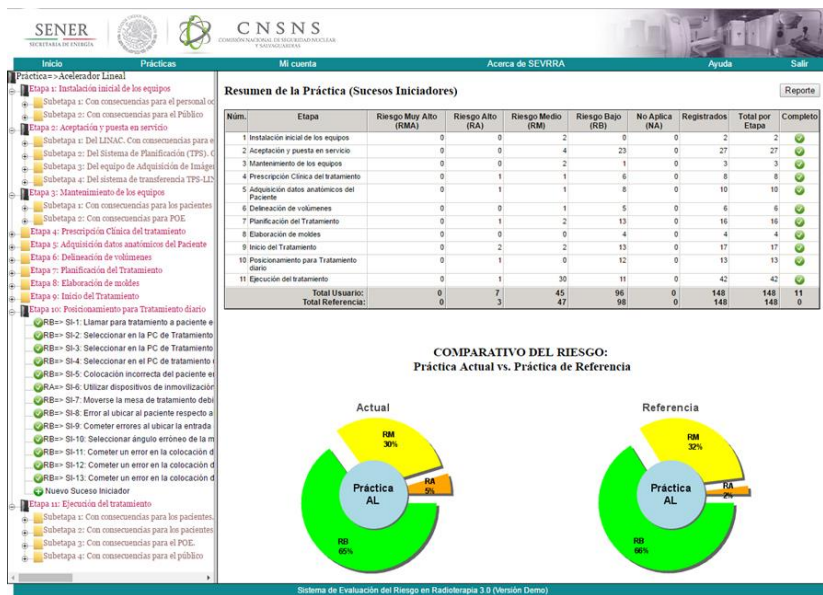 SENER
SECRETARÍA DE ENERGÍA
CNSNS
COMISIÓN NACIONAL DE SEGURIDAD NUCLEAR
Y SALVAGUARDIAS
Inicio Prácticas Mi cuenta Acerca de SEVRRA Ayuda Salir
Práctica=>Acelerador Lineal
Etapa 1: Instalación inicial de los equipos
Subetapa 1: Con consecuencias para el personal oc
Subetapa 2: Con consecuencias para el Público
Etapa 2: Aceptación y puesta en servicio
Subetapa 1: Del LINAC. Con consecuencias para e
Subetapa 2: Del Sistema de Planificación (TPS). C
Subetapa 3: Del equipo de Adquisición de Imáge
Subetapa 4: Del sistema de transferencia TPS-LIN
Etapa 3: Mantenimiento de los equipos
Subetapa 1: Con consecuencias para los pacientes
Subetapa 2: Con consecuencias para POE
Etapa 4: Prescripción Clínica del tratamiento
Etapa 5: Adquisición datos anatómicos del Paciente
Etapa 6: Delineación de volúmenes
Etapa 7: Planificación del Tratamiento
Etapa 8: Elaboración de moldes
Etapa 9: Inicio del Tratamiento
Etapa 10: Posicionamiento para Tratamiento diario
RB=> SI-1: Llamar para tratamiento a paciente e
RB=> SI-2: Seleccionar en la PC de Tratamiento
RB=> SI-3: Seleccionar en la PC de Tratamiento
RB=> SI-4: Seleccionar en el PC de tratamiento
RB=> SI-5: Colocación incorrecta del paciente e
RA=> SI-6: Utilizar dispositivos de inmovilización
RB=> SI-7: Moverse la mesa de tratamiento debi
RB=> SI-8: Error al ubicar al paciente respecto a
RB=> SI-9: Cometer errores al ubicar la entrada
RB=> SI-10: Seleccionar ángulo erróneo de la m
RB=> SI-11: Cometer un error en la colocación d
RB=> SI-12: Cometer un error en la colocación d
RB=> SI-13: Cometer un error en la colocación d
Nuevo Suceso Iniciador
Etapa 11: Ejecución del tratamiento
Subetapa 1: Con consecuencias para los pacientes.
Subetapa 2: Con consecuencias para los pacientes
Subetapa 3: Con consecuencias para el POE.
Subetapa 4: Con consecuencias para el público
Resumen de la Práctica (Sucesos Iniciadores) Reporte
Núm. Etapa Riesgo Muy Alto (RMA) Riesgo Alto (RA) Riesgo Medio (RM) Riesgo Bajo (RB) No Aplica (NA) Registrados Total por Etapa Completo
1 Instalación inicial de los equipos 0 0 2 0 0 2 2
2 Aceptación y puesta en servicio 0 0 4 23 0 27 27
3 Mantenimiento de los equipos 0 0 2 1 0 3 3
4 Prescripción Clínica del tratamiento 0 1 1 6 0 8 8
5 Adquisición datos anatómicos del Paciente 0 1 1 8 0 10 10
6 Delineación de volúmenes 0 0 1 5 0 6 6
7 Planificación del Tratamiento 0 1 2 13 0 16 16
8 Elaboración de moldes 0 0 0 4 0 4 4
9 Inicio del Tratamiento 0 2 2 13 0 17 17
10 Posicionamiento para Tratamiento diario 0 1 0 12 0 13 13
11 Ejecución del tratamiento 0 1 30 11 0 42 42
Total Usuario: 0 7 45 96 0 148 148 11
Total Referencia: 0 3 47 98 0 148 148 0
COMPARATIVO DEL RIESGO:
Práctica Actual vs. Práctica de Referencia
Actual
RM
30%
RA
5%
Práctica
AL
RB
65%
Referencia
RM
32%
RA
2%
Práctica
AL
RB
66%
Sistema de Evaluación del Riesgo en Radioterapia 3.0 (Versión Demo)